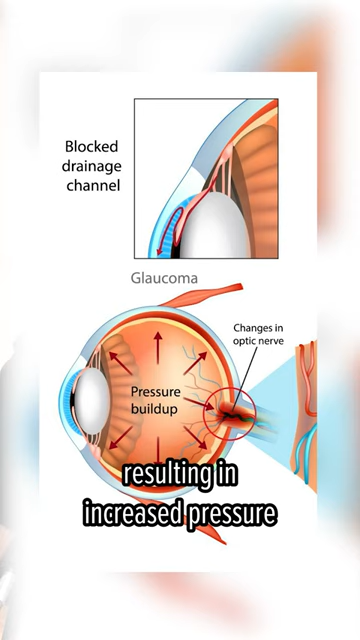 Blocked
drainage
channel
Glaucoma
Changes in
optic nerve
Pressure
buildup
resulting in
increased pressure